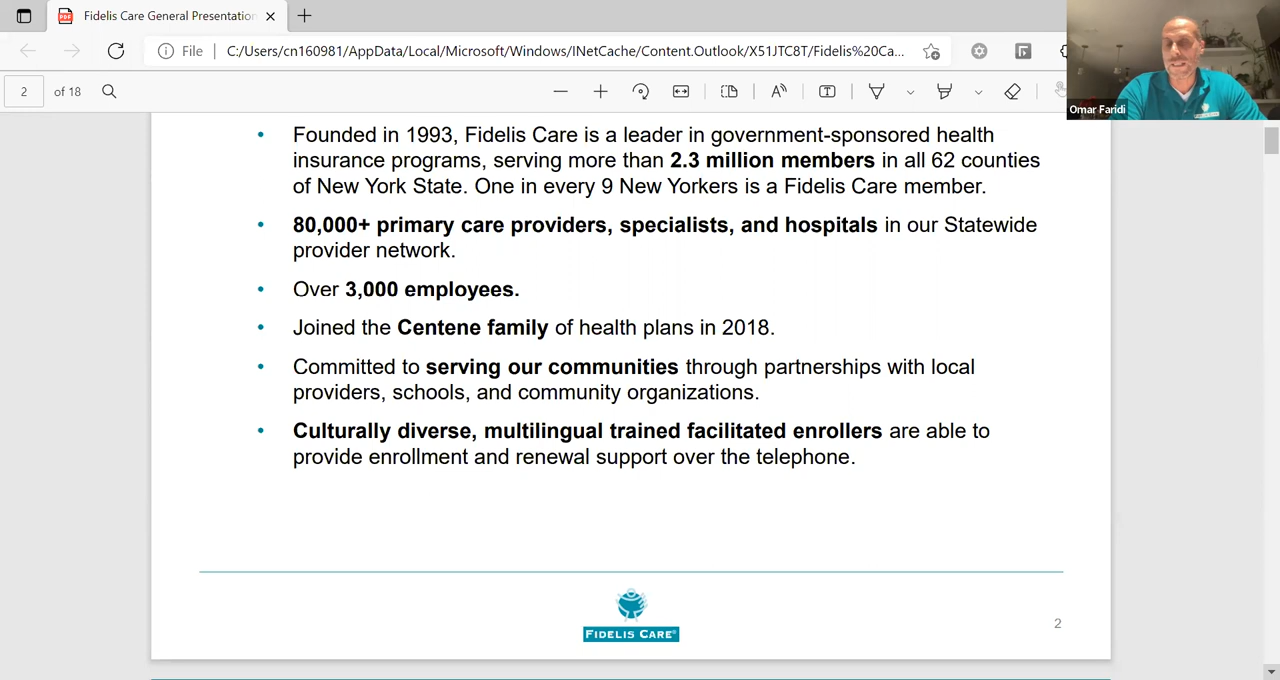 Fidelis Care General Presentation
File
C:/Users/cn160981/AppData/Local/Microsoft/Windows/INetCache/Content.Outlook/X51JTC8T/Fidelis%20Ca...
2 of 18
Omar Faridi
• Founded in 1993, Fidelis Care is a leader in government-sponsored health
insurance programs, serving more than 2.3 million members in all 62 counties
of New York State. One in every 9 New Yorkers is a Fidelis Care member.
• 80,000+ primary care providers, specialists, and hospitals in our Statewide
provider network.
• Over 3,000 employees.
• Joined the Centene family of health plans in 2018.
• Committed to serving our communities through partnerships with local
providers, schools, and community organizations.
• Culturally diverse, multilingual trained facilitated enrollers are able to
provide enrollment and renewal support over the telephone.
FIDELIS CARE®
2